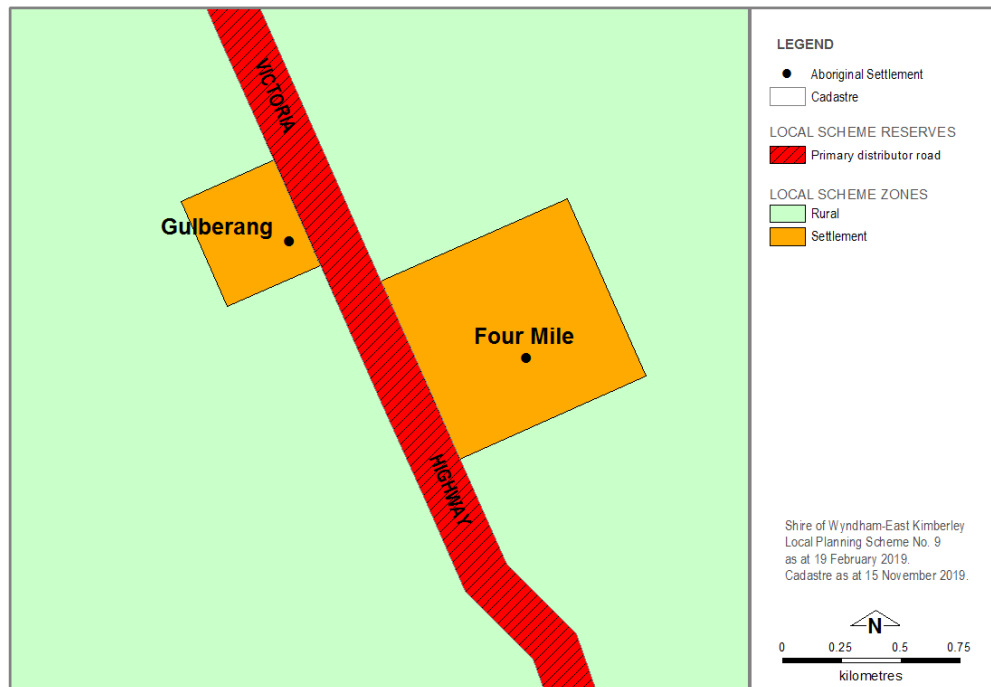 VICTORIA
Gulberang
Four Mile
HIGHWAY
LEGEND
Aboriginal Settlement
Cadastre
LOCAL SCHEME RESERVES
Primary distributor road
LOCAL SCHEME ZONES
Rural
Settlement
Shire of Wyndham-East Kimberley
Local Planning Scheme No. 9
as at 19 February 2019.
Cadastre as at 15 November 2019.
N
0 0.25 0.5 0.75
kilometres